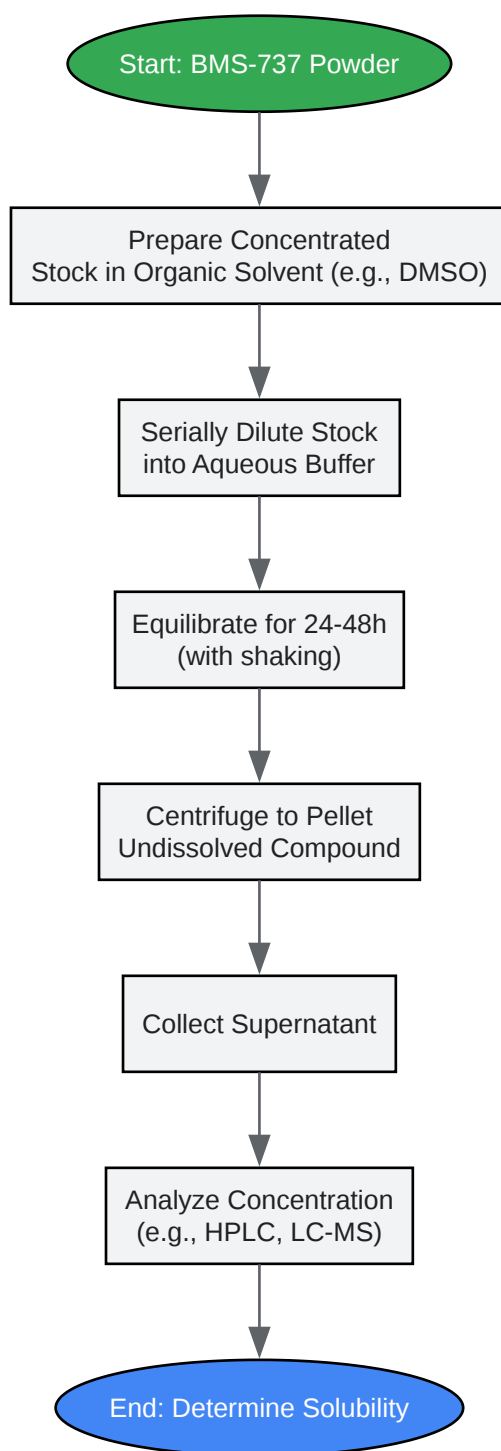 Start: BMS-737 Powder
Prepare Concentrated
Stock in Organic Solvent (e.g., DMSO)
Serially Dilute Stock
into Aqueous Buffer
Equilibrate for 24-48h
(with shaking)
Centrifuge to Pellet
Undissolved Compound
Collect Supernatant
Analyze Concentration
(e.g., HPLC, LC-MS)
End: Determine Solubility